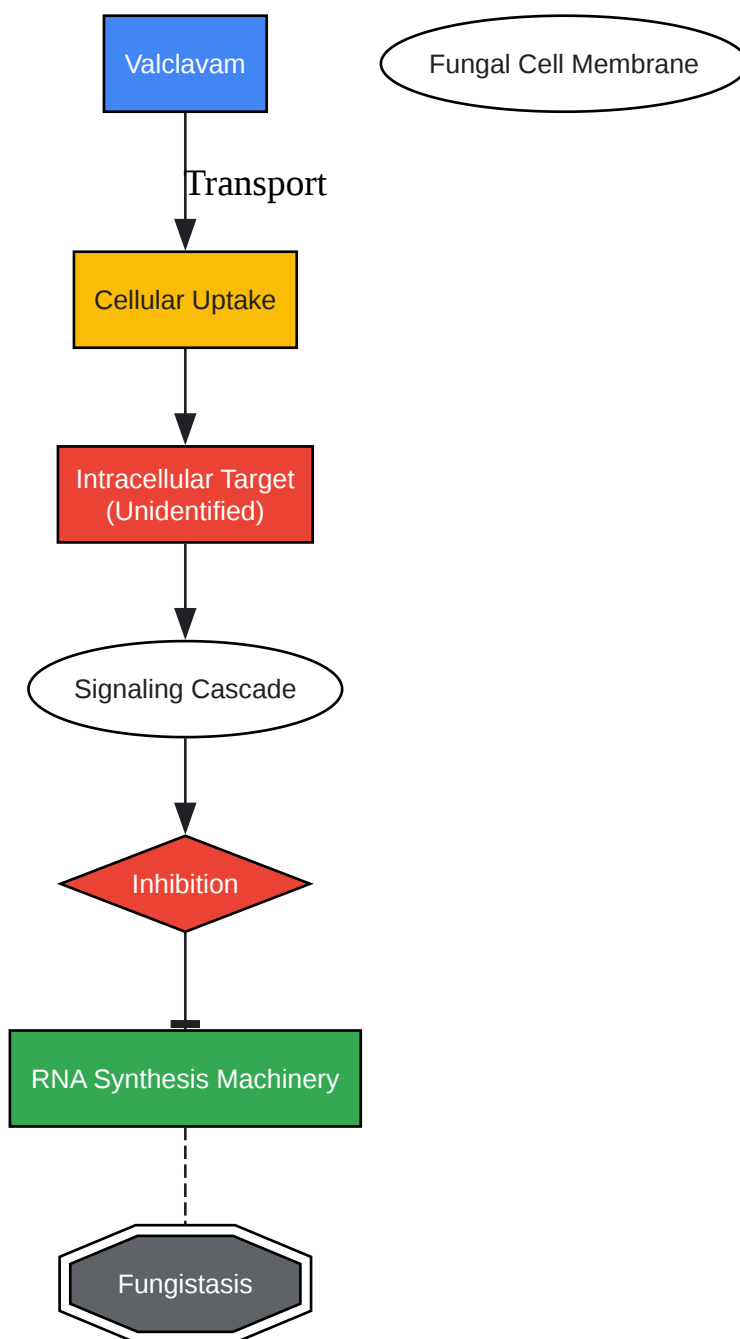 Valclavam
Fungal Cell Membrane
Transport
Cellular Uptake
Intracellular Target
(Unidentified)
Signaling Cascade
Inhibition
RNA Synthesis Machinery
Fungistasis